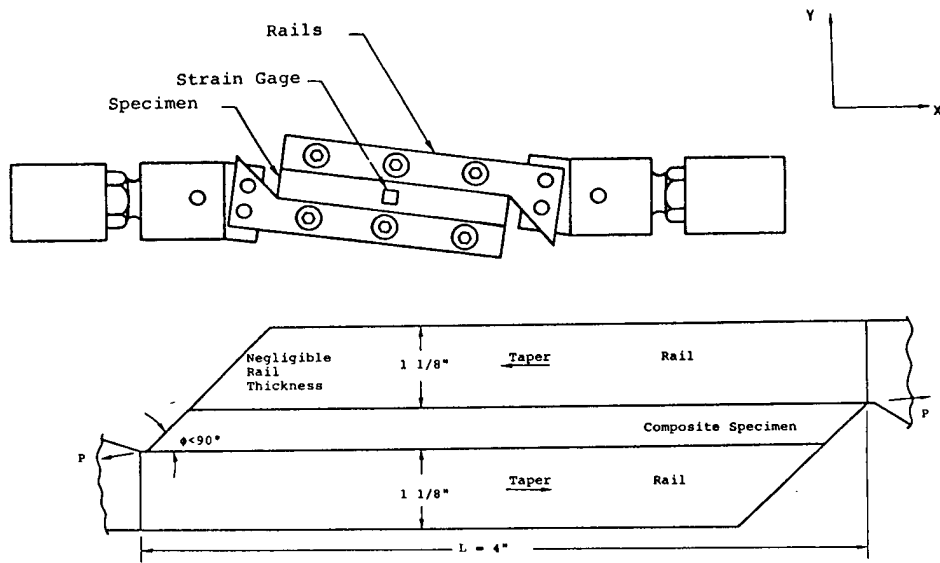 Rails
Strain Gage
Specimen
Y
X
Negligible
Rail
Thickness
1 1/8"
Taper
Rail
P
Composite Specimen
P
φ<90°
1 1/8"
Taper
Rail
L = 4"